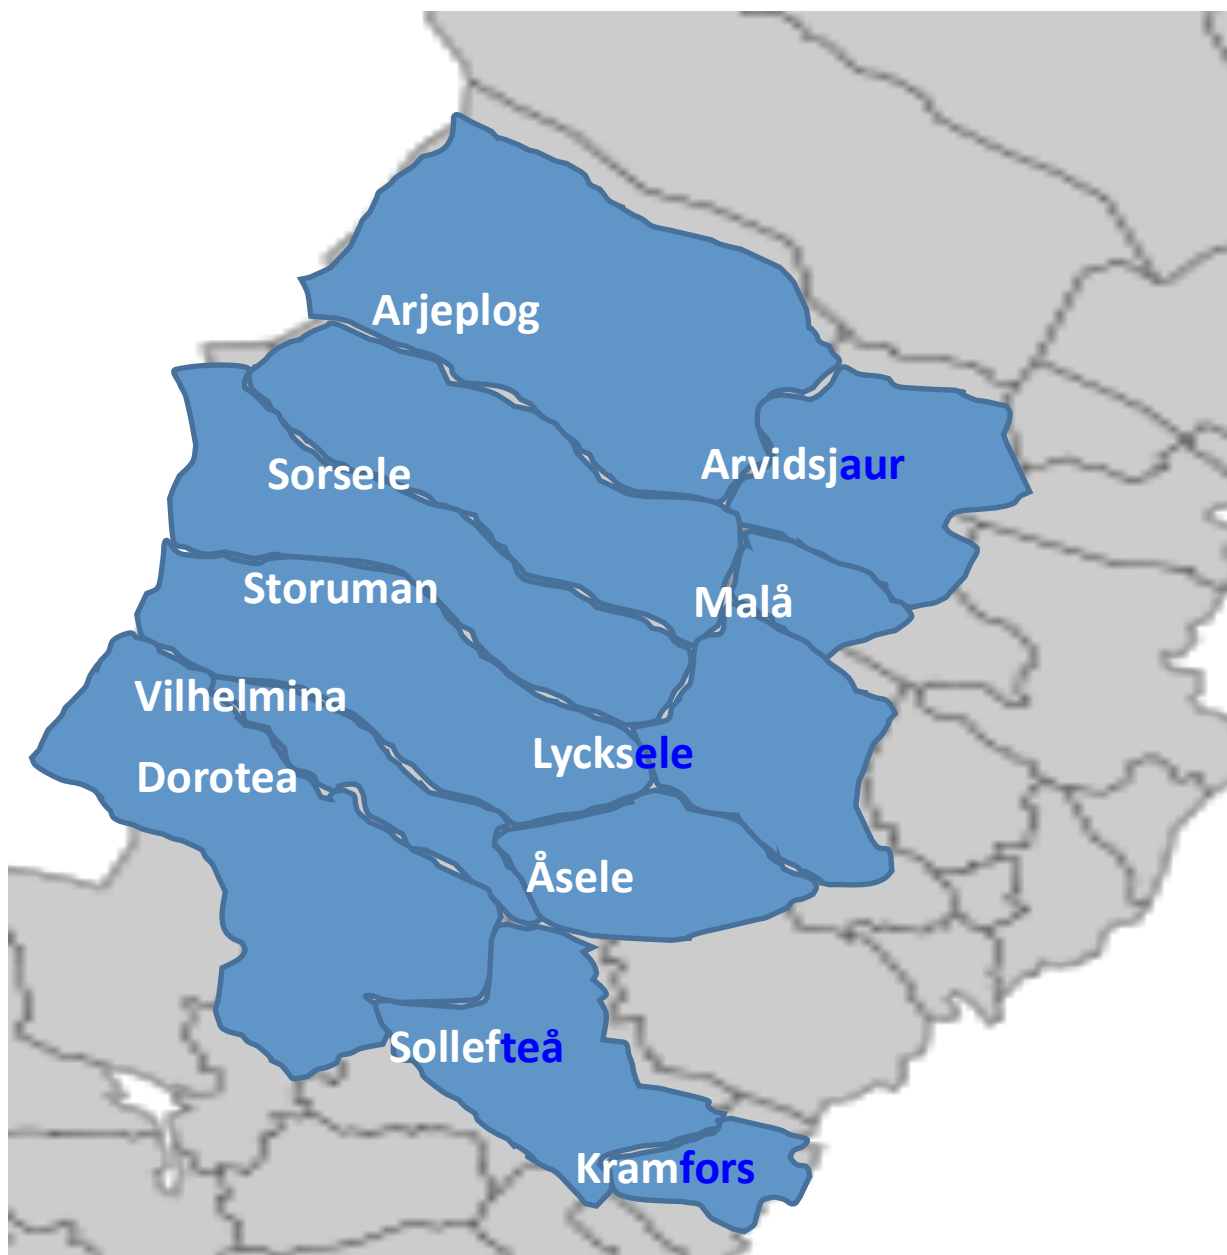 Arjeplog
Arvidsjaur
Sorsele
Storuman
Malå
Vilhelmina
Lycksele
Dorotea
Åsele
Sollefteå
Kramfors